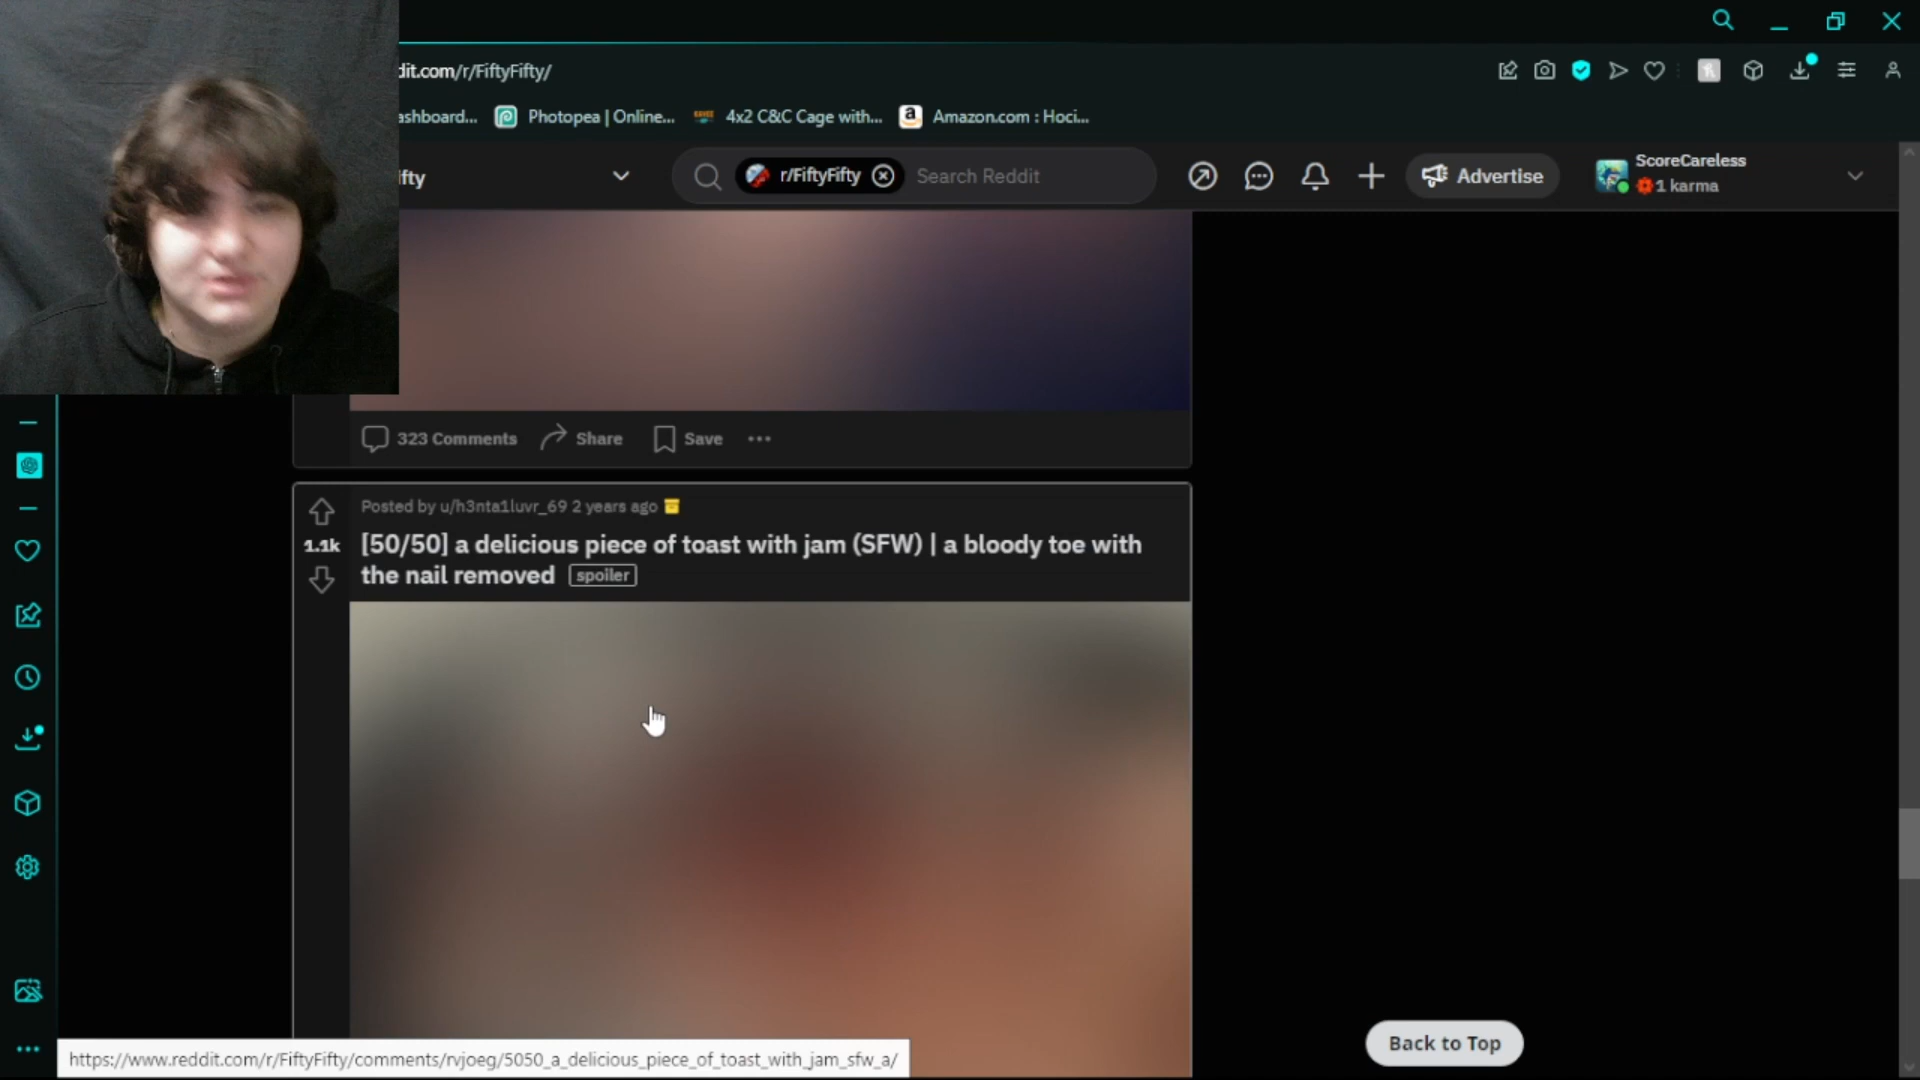 dit.com/r/FiftyFifty/
ashboard... Photopea | Online... 4x2 C&C Cage with... Amazon.com : Hoci...
ifty r/FiftyFifty Search Reddit Advertise ScoreCareless
1 karma
323 Comments Share Save
Posted by u/h3nta1luvr_69 2 years ago
1.1k [50/50] a delicious piece of toast with jam (SFW) | a bloody toe with
the nail removed spoiler
Back to Top
https://www.reddit.com/r/FiftyFifty/comments/rvjoeg/5050_a_delicious_piece_of_toast_with_jam_sfw_a/